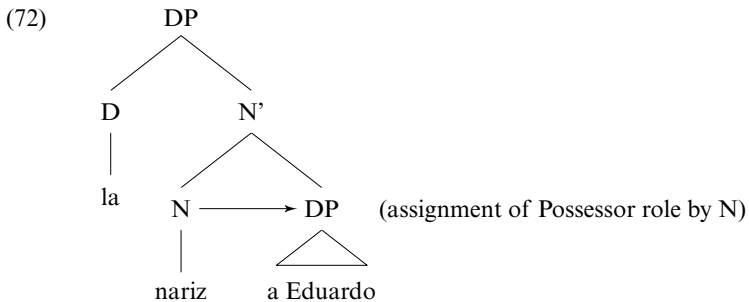 (72) DP
D N’
la
N DP (assignment of Possessor role by N)
nariz a Eduardo